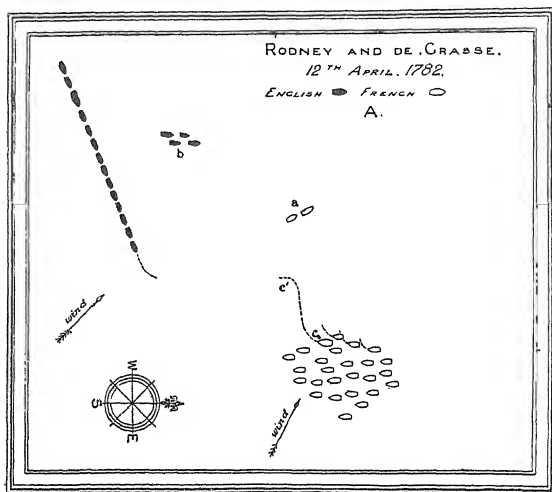 RODNEY AND DE. GRASSE.
12TH APRIL. 1782.
ENGLISH FRENCH
A.
b
a
c'
c
wind
W
S
N
E
wind